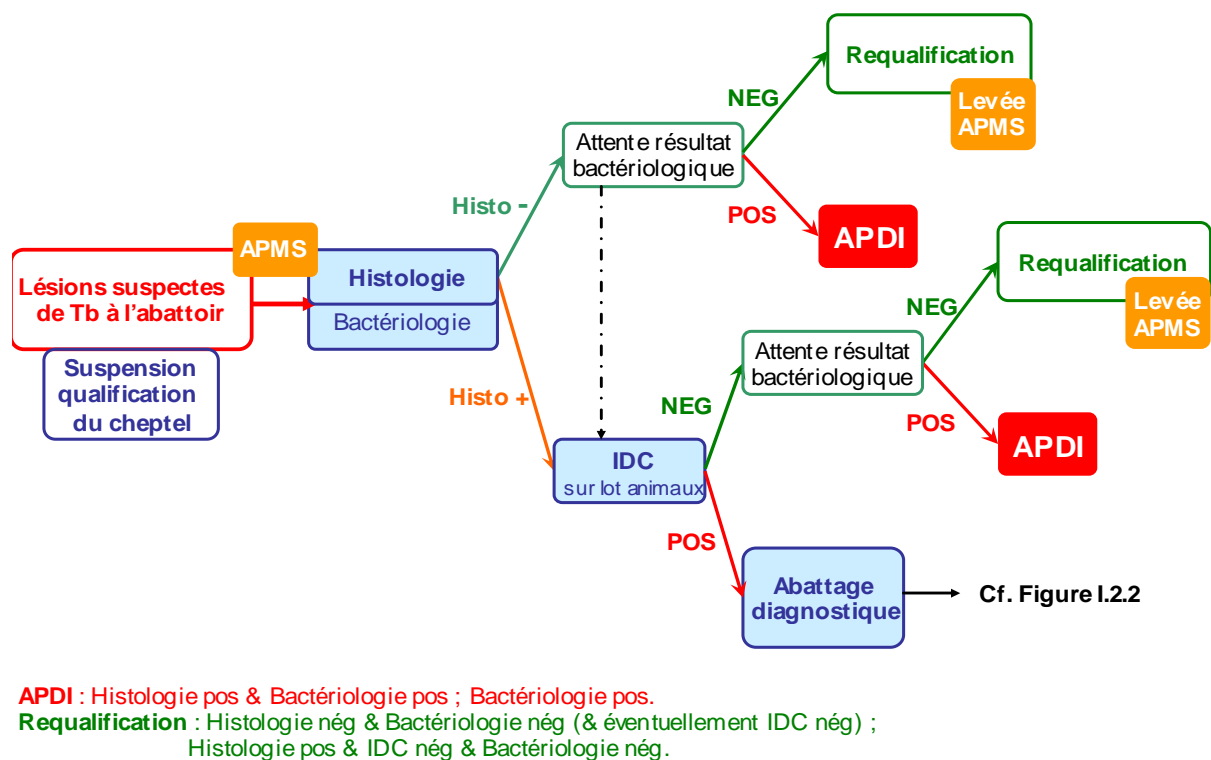 Requalification
Levée
APMS
NEG
Attente résultat
bactériologique
Histo -
POS
APDI
APMS
Lésions suspectes
de Tb à l'abattoir
Histologie
Bactériologie
Suspension
qualification
du cheptel
Requalification
Levée
APMS
NEG
Attente résultat
bactériologique
Histo +
NEG
POS
APDI
IDC
sur lot animaux
POS
Abattage
diagnostique
Cf. Figure I.2.2
APDI : Histologie pos & Bactériologie pos ; Bactériologie pos.
Requalification : Histologie nég & Bactériologie nég (& éventuellement IDC nég) ;
Histologie pos & IDC nég & Bactériologie nég.